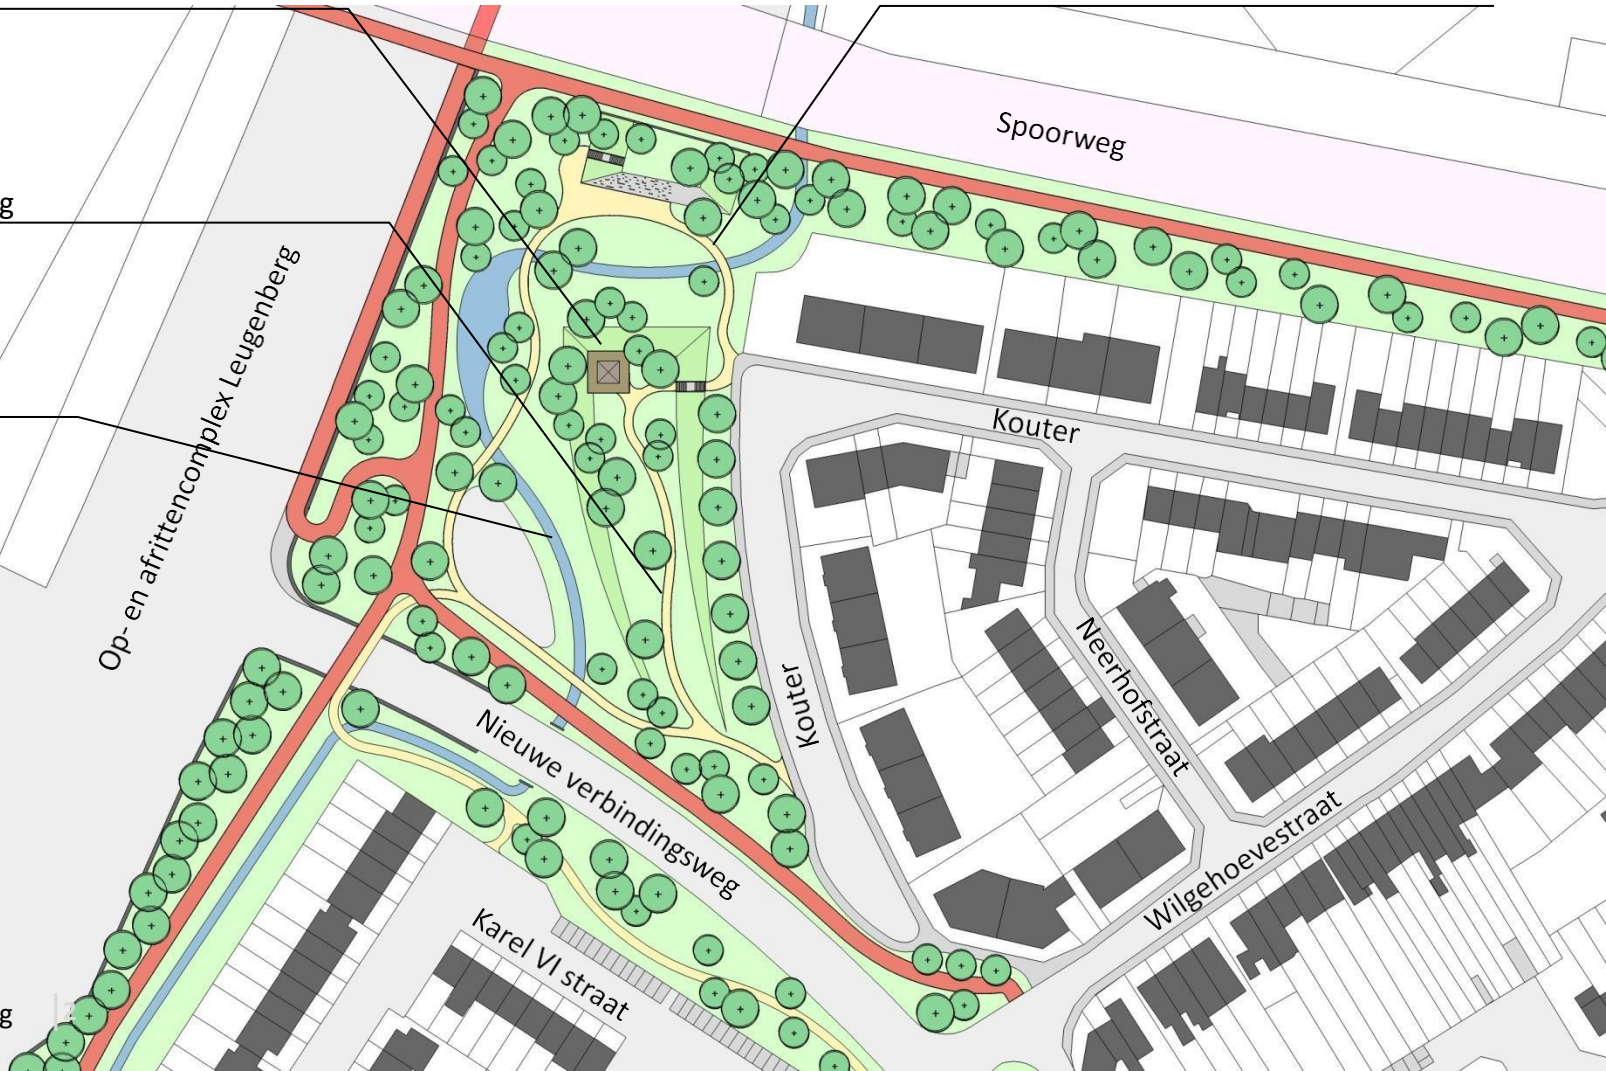 Spoorweg
g
Op- en afrittencomplex Leugenberg
Kouter
Neerhofstraat
Kouter
Nieuwe verbindingsweg
Wilgehoevestraat
Karel VI straat
g